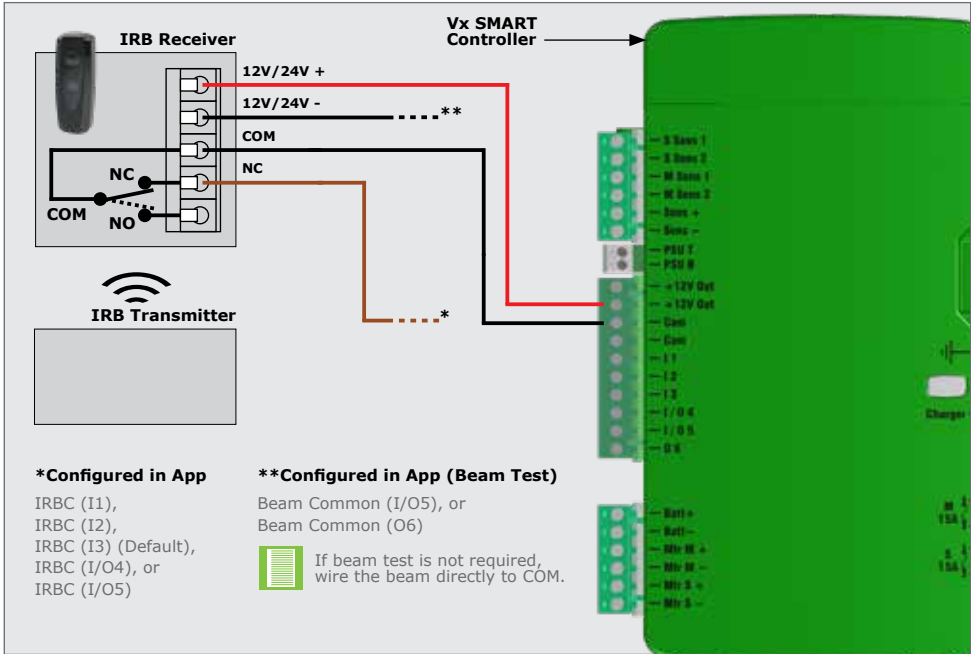 IRB Receiver
12V/24V +
12V/24V -
**
COM
NC
NC
COM
NO
*
IRB Transmitter
Vx SMART
Controller
S Sens 1
S Sens 2
M Sens 1
M Sens 2
Sens +
Sens -
PSU T
PSU R
+12V Out
+12V Out
Com
Com
I 1
I 2
I 3
I/O 4
I/O 5
O 6
Charger
Batt+
Batt-
Mtr M +
Mtr M -
Mtr S +
Mtr S -
M
15A
S
15A
*Configured in App
IRBC (I1),
IRBC (I2),
IRBC (I3) (Default),
IRBC (I/O4), or
IRBC (I/O5)
**Configured in App (Beam Test)
Beam Common (I/O5), or
Beam Common (O6)
If beam test is not required,
wire the beam directly to COM.